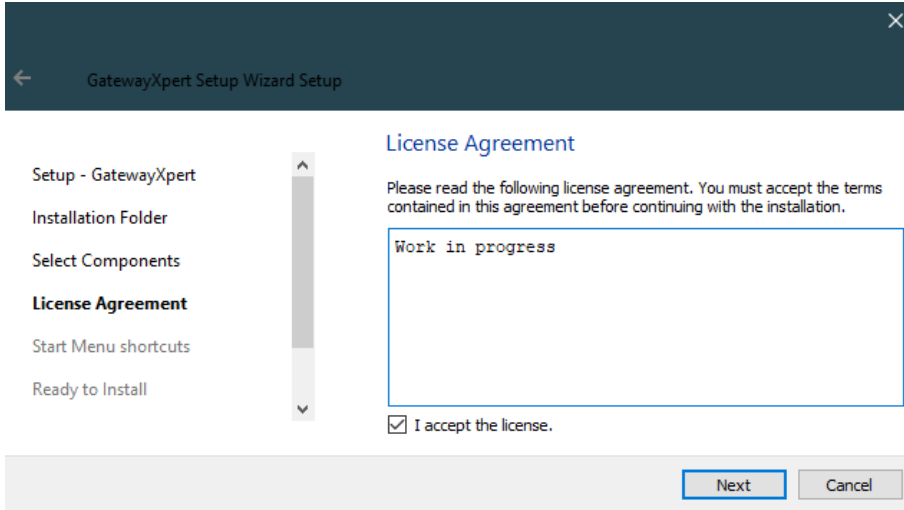 GatewayXpert Setup Wizard Setup
Setup - GatewayXpert
Installation Folder
Select Components
License Agreement
Start Menu shortcuts
Ready to Install
License Agreement
Please read the following license agreement. You must accept the terms
contained in this agreement before continuing with the installation.
Work in progress
I accept the license.
Next
Cancel